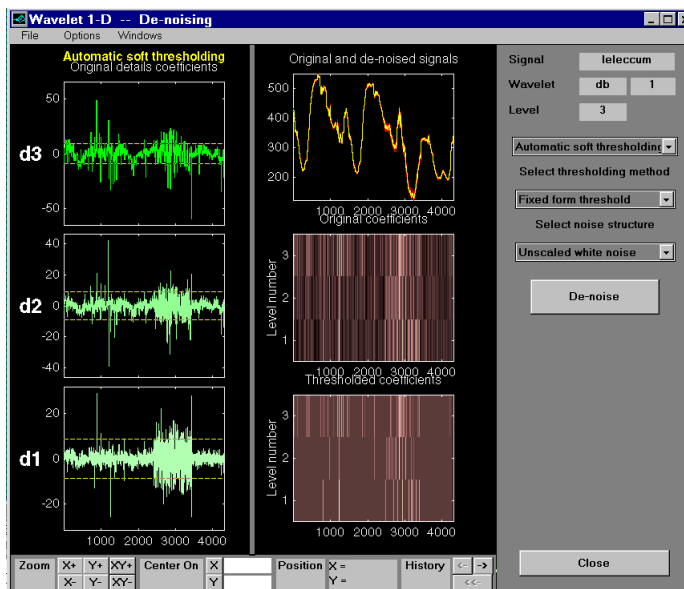 Wavelet 1-D -- De-noising
File Options Windows
Automatic soft thresholding
Original details coefficients
d3
50
0
-50
d2
40
20
0
-20
-40
d1
20
0
-20
1000 2000 3000 4000
Original and de-noised signals
500
400
300
200
1000 2000 3000 4000
Original coefficients
Level number
3
2
1
Thresholded coefficients
Level number
3
2
1
1000 2000 3000 4000
Signal leleccum
Wavelet db 1
Level 3
Automatic soft thresholding
Select thresholding method
Fixed form threshold
Select noise structure
Unscaled white noise
De-noise
Close
Zoom X+ Y+ XY+ Center On X Position X = History <- ->
X- Y- XY- Y Y = <<-